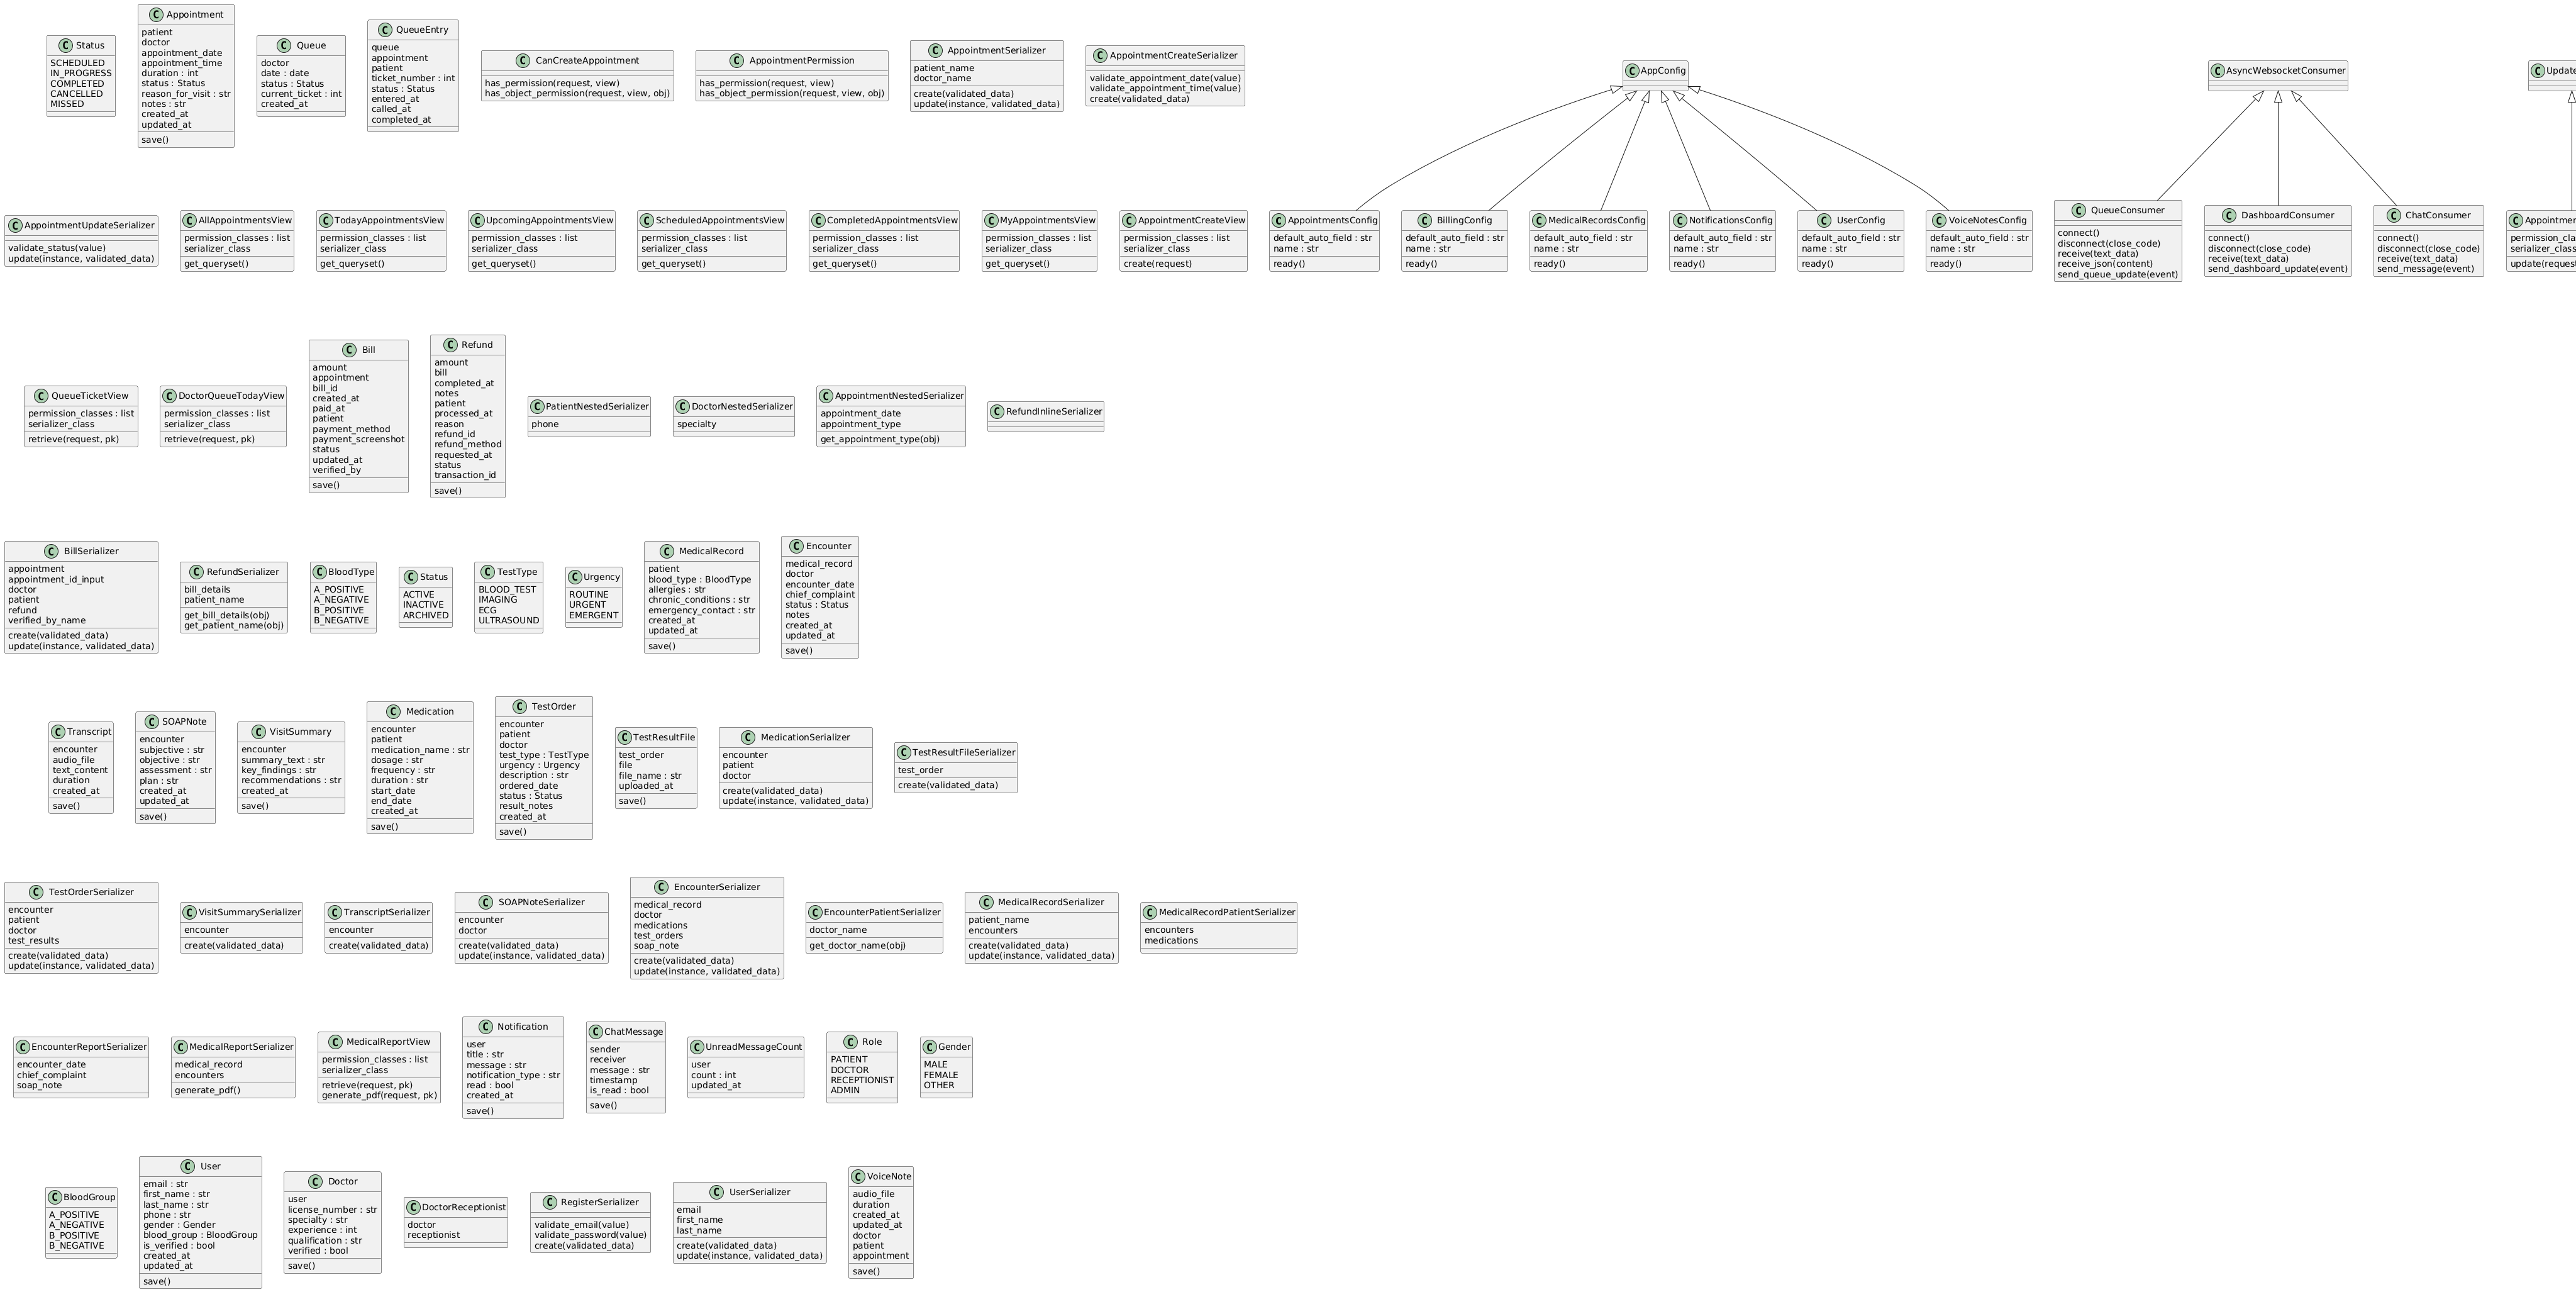 Status
SCHEDULED
IN_PROGRESS
COMPLETED
CANCELLED
MISSED
Appointment
patient
doctor
appointment_date
appointment_time
duration : int
status : Status
reason_for_visit : str
notes : str
created_at
updated_at
save()
Queue
doctor
date : date
status : Status
current_ticket : int
created_at
QueueEntry
queue
appointment
patient
ticket_number : int
status : Status
entered_at
called_at
completed_at
CanCreateAppointment
has_permission(request, view)
has_object_permission(request, view, obj)
AppointmentPermission
has_permission(request, view)
has_object_permission(request, view, obj)
AppointmentSerializer
patient_name
doctor_name
create(validated_data)
update(instance, validated_data)
AppointmentCreateSerializer
validate_appointment_date(value)
validate_appointment_time(value)
create(validated_data)
AppConfig
AsyncWebsocketConsumer
Update
AppointmentUpdateSerializer
validate_status(value)
update(instance, validated_data)
AllAppointmentsView
permission_classes : list
serializer_class
get_queryset()
TodayAppointmentsView
permission_classes : list
serializer_class
get_queryset()
UpcomingAppointmentsView
permission_classes : list
serializer_class
get_queryset()
ScheduledAppointmentsView
permission_classes : list
serializer_class
get_queryset()
CompletedAppointmentsView
permission_classes : list
serializer_class
get_queryset()
MyAppointmentsView
permission_classes : list
serializer_class
get_queryset()
AppointmentCreateView
permission_classes : list
serializer_class
create(request)
AppointmentsConfig
default_auto_field : str
name : str
ready()
BillingConfig
default_auto_field : str
name : str
ready()
MedicalRecordsConfig
default_auto_field : str
name : str
ready()
NotificationsConfig
default_auto_field : str
name : str
ready()
UserConfig
default_auto_field : str
name : str
ready()
VoiceNotesConfig
default_auto_field : str
name : str
ready()
QueueConsumer
connect()
disconnect(close_code)
receive(text_data)
receive_json(content)
send_queue_update(event)
DashboardConsumer
connect()
disconnect(close_code)
receive(text_data)
send_dashboard_update(event)
ChatConsumer
connect()
disconnect(close_code)
receive(text_data)
send_message(event)
Appointmen
permission_cla
serializer_class
update(request
QueueTicketView
permission_classes : list
serializer_class
retrieve(request, pk)
DoctorQueueTodayView
permission_classes : list
serializer_class
retrieve(request, pk)
Bill
amount
appointment
bill_id
created_at
paid_at
patient
payment_method
payment_screenshot
status
updated_at
verified_by
save()
Refund
amount
bill
completed_at
notes
patient
processed_at
reason
refund_id
refund_method
requested_at
status
transaction_id
save()
PatientNestedSerializer
phone
DoctorNestedSerializer
specialty
AppointmentNestedSerializer
appointment_date
appointment_type
get_appointment_type(obj)
RefundInlineSerializer
BillSerializer
appointment
appointment_id_input
doctor
patient
refund
verified_by_name
create(validated_data)
update(instance, validated_data)
RefundSerializer
bill_details
patient_name
get_bill_details(obj)
get_patient_name(obj)
BloodType
A_POSITIVE
A_NEGATIVE
B_POSITIVE
B_NEGATIVE
Status
ACTIVE
INACTIVE
ARCHIVED
TestType
BLOOD_TEST
IMAGING
ECG
ULTRASOUND
Urgency
ROUTINE
URGENT
EMERGENT
MedicalRecord
patient
blood_type : BloodType
allergies : str
chronic_conditions : str
emergency_contact : str
created_at
updated_at
save()
Encounter
medical_record
doctor
encounter_date
chief_complaint
status : Status
notes
created_at
updated_at
save()
Transcript
encounter
audio_file
text_content
duration
created_at
save()
SOAPNote
encounter
subjective : str
objective : str
assessment : str
plan : str
created_at
updated_at
save()
VisitSummary
encounter
summary_text : str
key_findings : str
recommendations : str
created_at
save()
Medication
encounter
patient
medication_name : str
dosage : str
frequency : str
duration : str
start_date
end_date
created_at
save()
TestOrder
encounter
patient
doctor
test_type : TestType
urgency : Urgency
description : str
ordered_date
status : Status
result_notes
created_at
save()
TestResultFile
test_order
file
file_name : str
uploaded_at
save()
MedicationSerializer
encounter
patient
doctor
create(validated_data)
update(instance, validated_data)
TestResultFileSerializer
test_order
create(validated_data)
TestOrderSerializer
encounter
patient
doctor
test_results
create(validated_data)
update(instance, validated_data)
VisitSummarySerializer
encounter
create(validated_data)
TranscriptSerializer
encounter
create(validated_data)
SOAPNoteSerializer
encounter
doctor
create(validated_data)
update(instance, validated_data)
EncounterSerializer
medical_record
doctor
medications
test_orders
soap_note
create(validated_data)
update(instance, validated_data)
EncounterPatientSerializer
doctor_name
get_doctor_name(obj)
MedicalRecordSerializer
patient_name
encounters
create(validated_data)
update(instance, validated_data)
MedicalRecordPatientSerializer
encounters
medications
EncounterReportSerializer
encounter_date
chief_complaint
soap_note
MedicalReportSerializer
medical_record
encounters
generate_pdf()
MedicalReportView
permission_classes : list
serializer_class
retrieve(request, pk)
generate_pdf(request, pk)
Notification
user
title : str
message : str
notification_type : str
read : bool
created_at
save()
ChatMessage
sender
receiver
message : str
timestamp
is_read : bool
save()
UnreadMessageCount
user
count : int
updated_at
Role
PATIENT
DOCTOR
RECEPTIONIST
ADMIN
Gender
MALE
FEMALE
OTHER
BloodGroup
A_POSITIVE
A_NEGATIVE
B_POSITIVE
B_NEGATIVE
User
email : str
first_name : str
last_name : str
phone : str
gender : Gender
blood_group : BloodGroup
is_verified : bool
created_at
updated_at
save()
Doctor
user
license_number : str
specialty : str
experience : int
qualification : str
verified : bool
save()
DoctorReceptionist
doctor
receptionist
RegisterSerializer
validate_email(value)
validate_password(value)
create(validated_data)
UserSerializer
email
first_name
last_name
create(validated_data)
update(instance, validated_data)
VoiceNote
audio_file
duration
created_at
updated_at
doctor
patient
appointment
save()